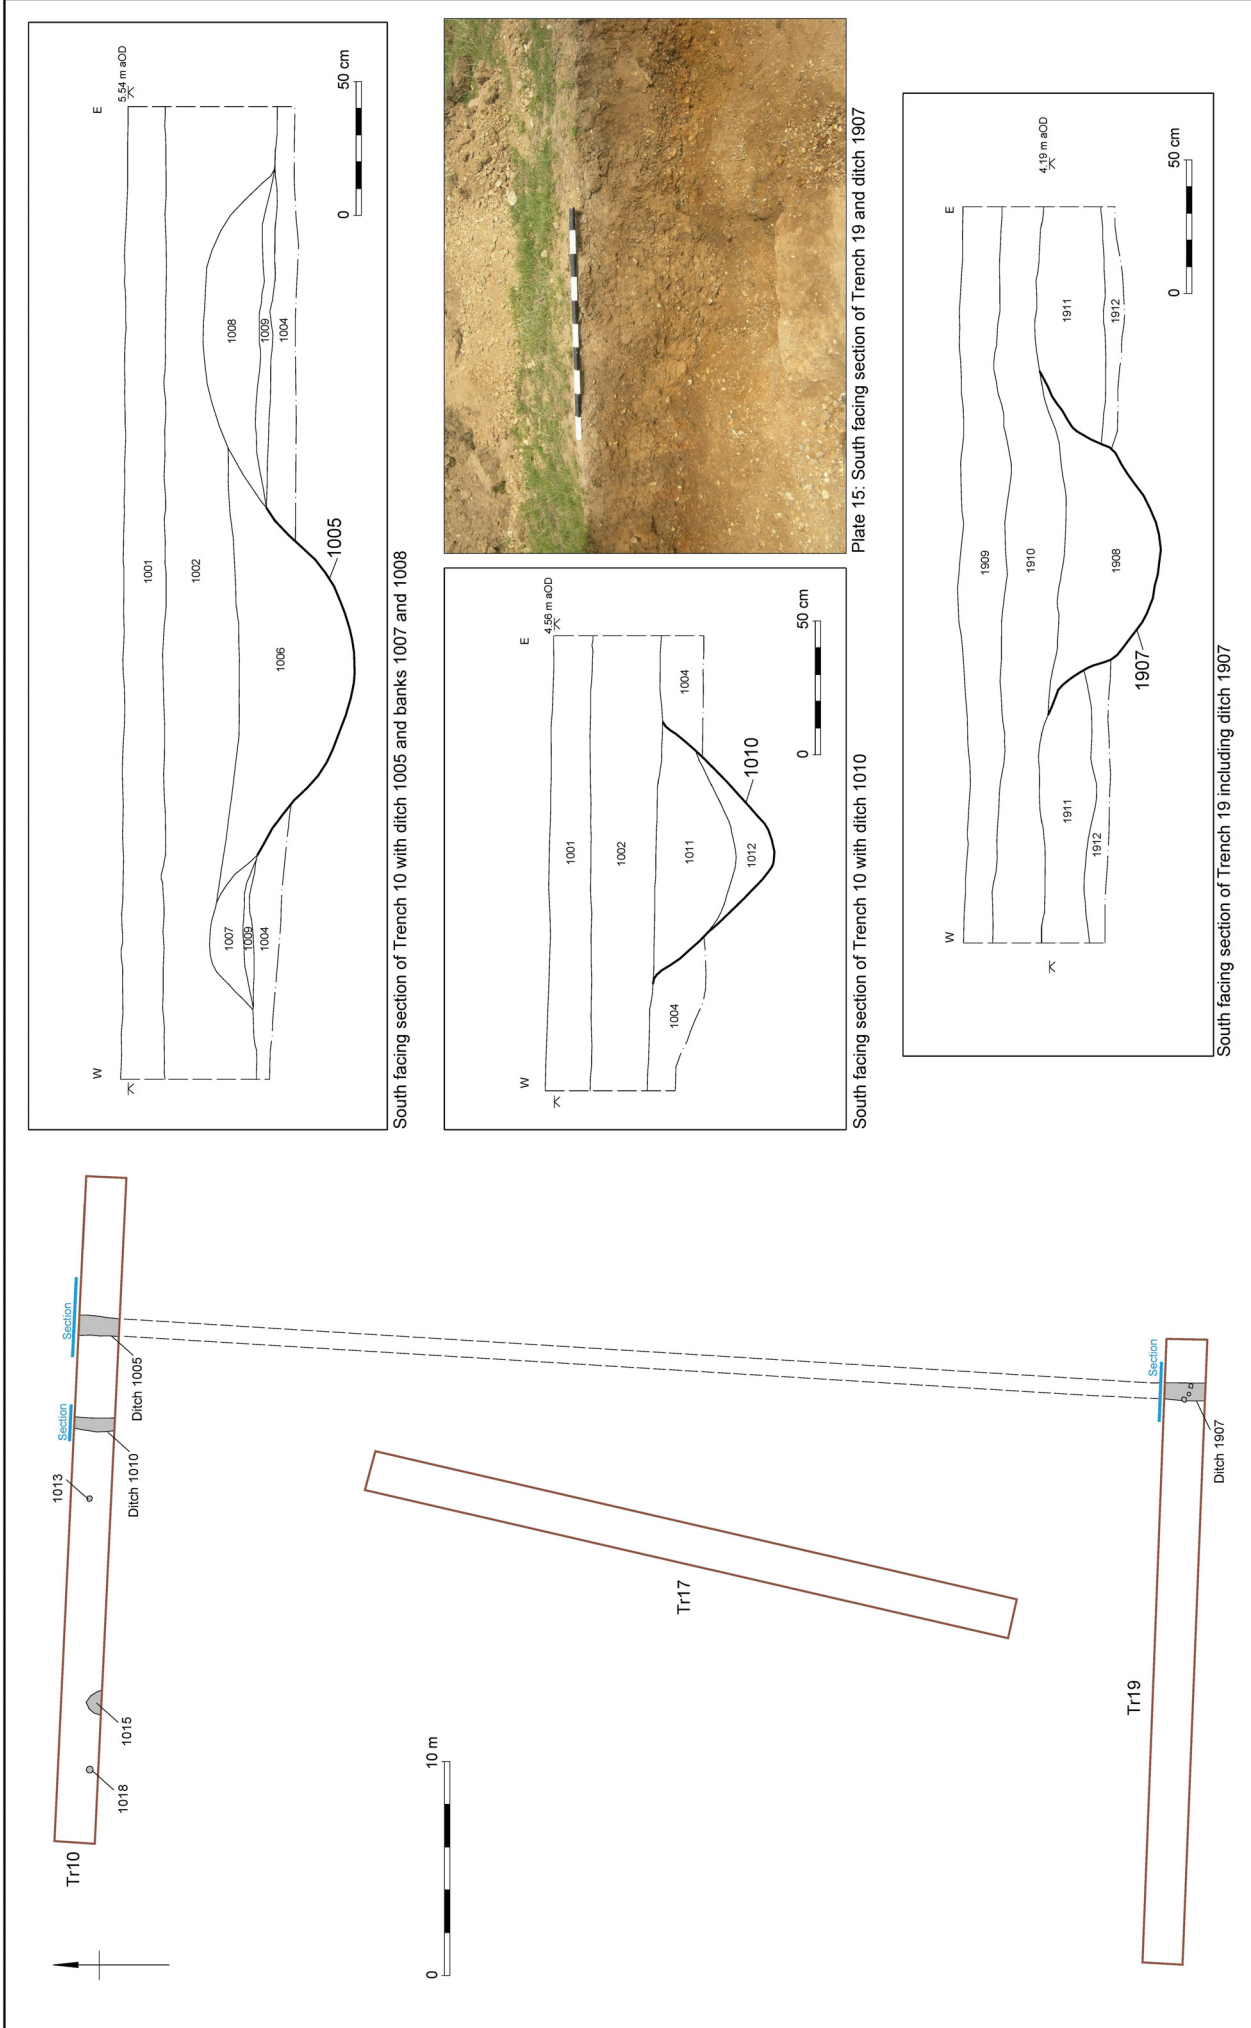 Tr10
1018
1015
1013
Ditch 1010
Section
Ditch 1005
Section
Tr17
Tr19
Section
Ditch 1907
0
10 m
W
E
5.54 m aOD
1001
1002
1006
1007
1009
1004
1008
1009
1004
1005
0
50 cm
South facing section of Trench 10 with ditch 1005 and banks 1007 and 1008
W
E
4.56 m aOD
1001
1002
1011
1012
1004
1004
1010
0
50 cm
South facing section of Trench 10 with ditch 1010
Plate 15: South facing section of Trench 19 and ditch 1907
W
E
4.19 m aOD
1909
1910
1908
1911
1912
1911
1912
1907
0
50 cm
South facing section of Trench 19 including ditch 1907